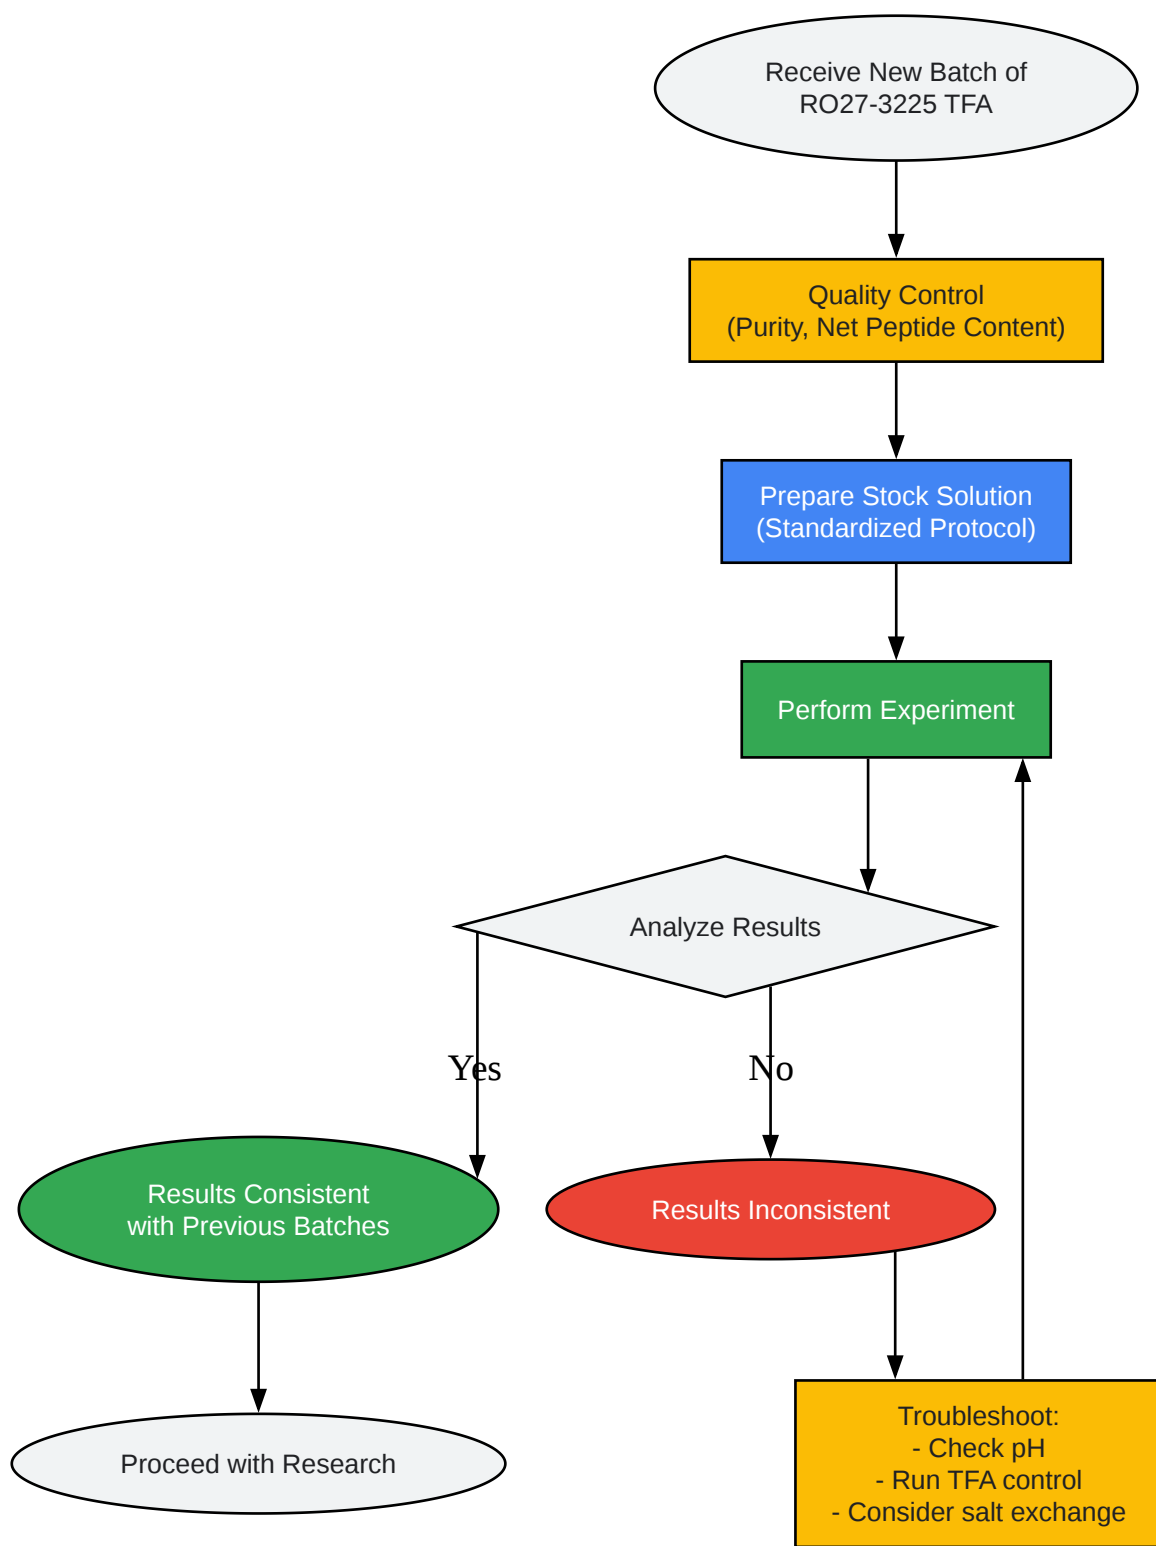 Receive New Batch of
RO27-3225 TFA
Quality Control
(Purity, Net Peptide Content)
Prepare Stock Solution
(Standardized Protocol)
Perform Experiment
Analyze Results
Yes
No
Results Consistent
with Previous Batches
Results Inconsistent
Proceed with Research
Troubleshoot:
- Check pH
- Run TFA control
- Consider salt exchange